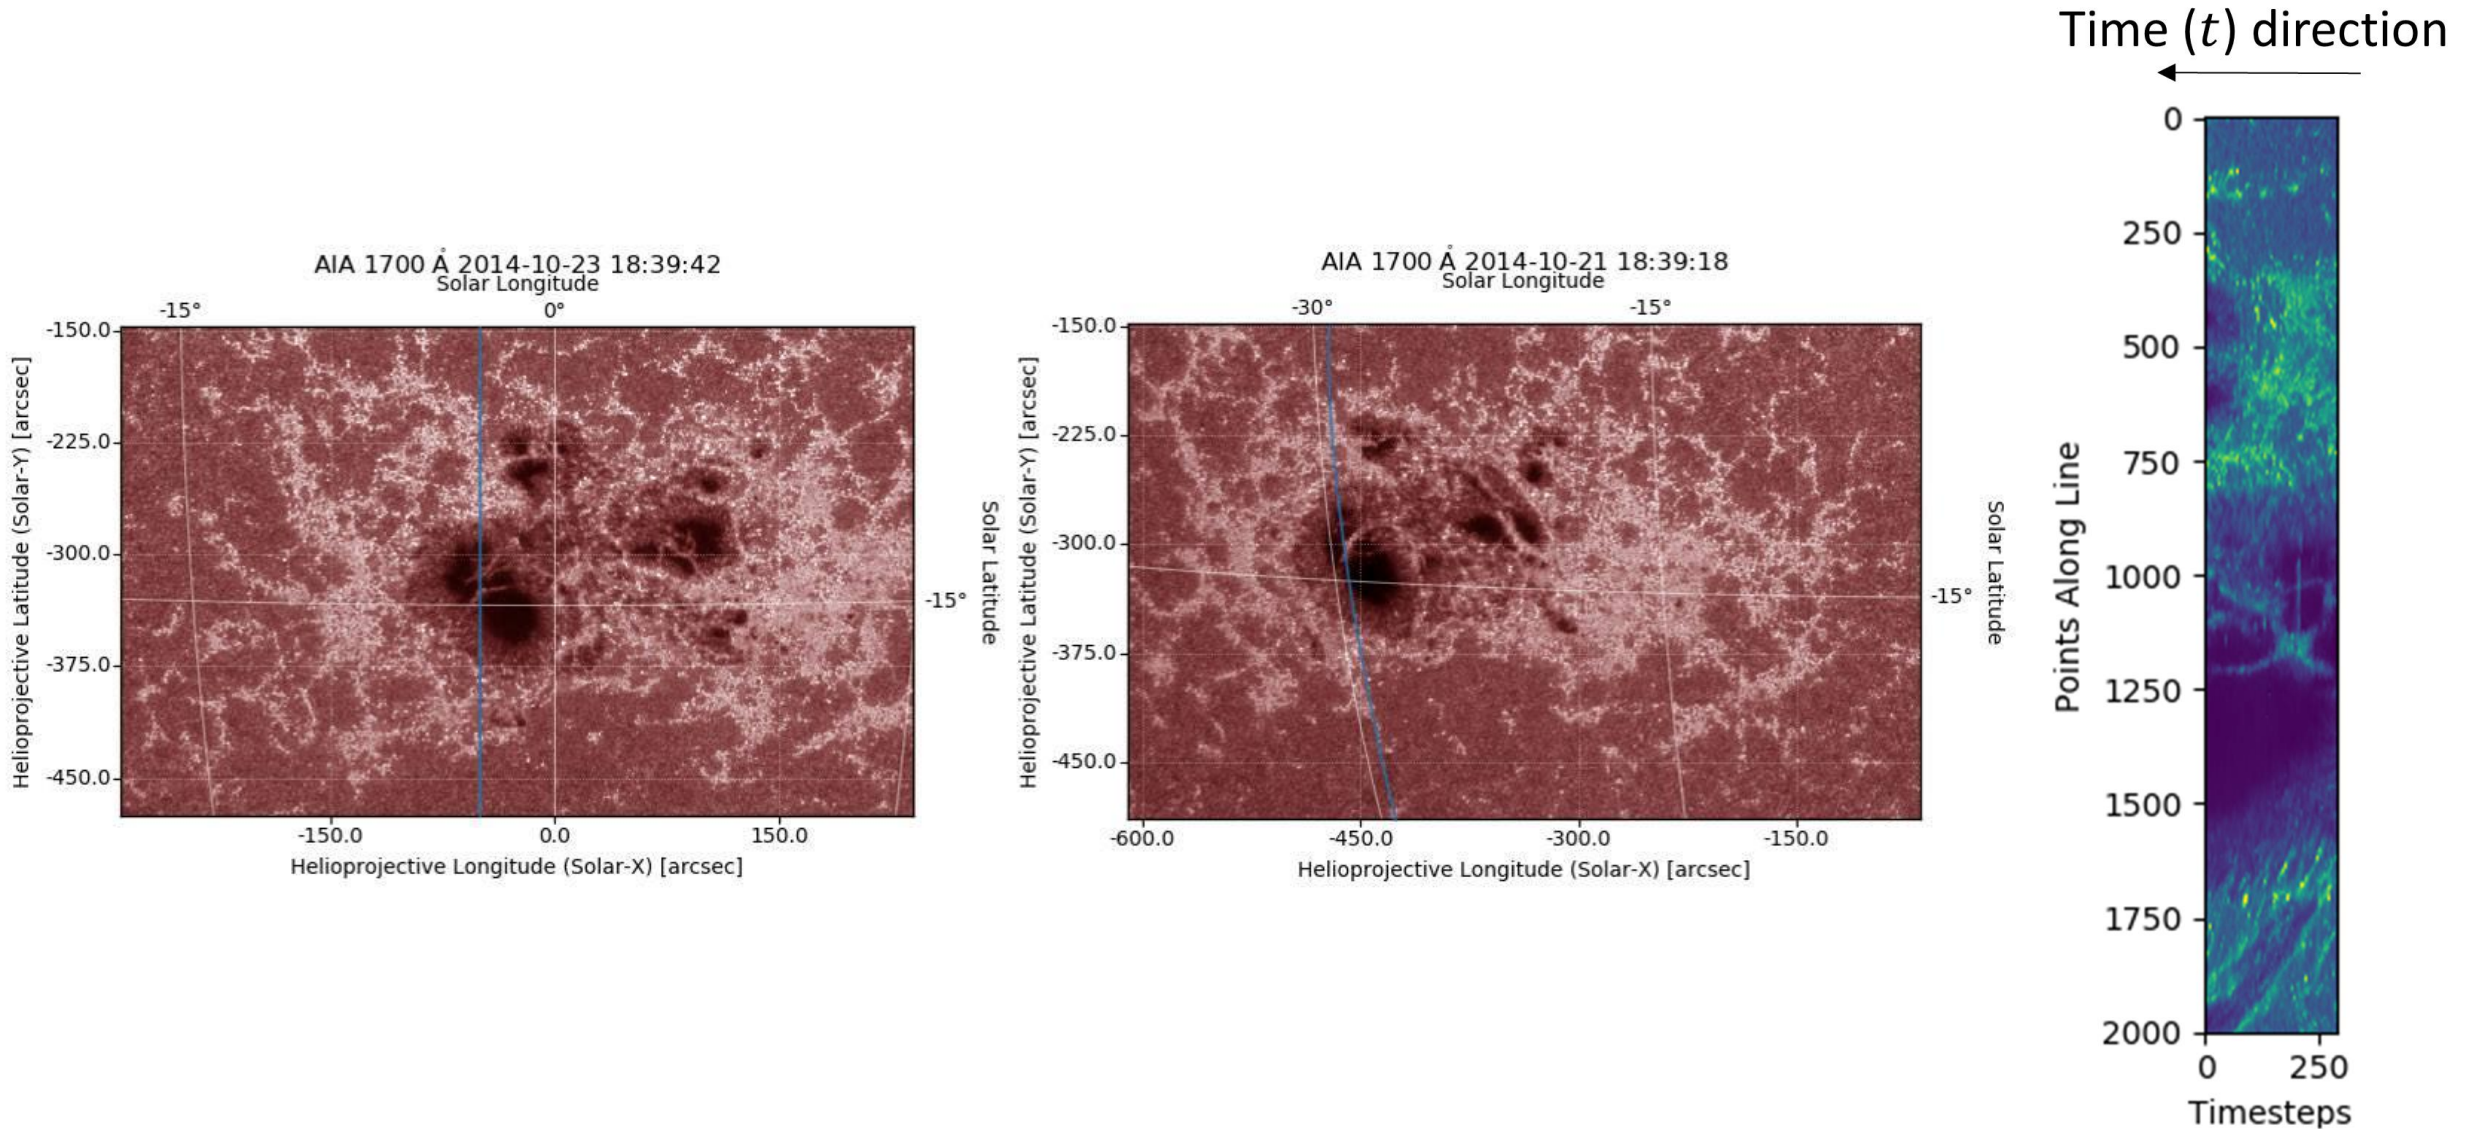 Time (t) direction
AIA 1700 Å 2014-10-23 18:39:42
Solar Longitude
-15° 0°
-150.0
-225.0
-300.0
-375.0
-450.0
Helioprojective Latitude (Solar-Y) [arcsec]
-15°
Solar Latitude
-150.0 0.0 150.0
Helioprojective Longitude (Solar-X) [arcsec]
AIA 1700 Å 2014-10-21 18:39:18
Solar Longitude
-30° -15°
-150.0
-225.0
-300.0
-375.0
-450.0
Helioprojective Latitude (Solar-Y) [arcsec]
-15°
Solar Latitude
-600.0 -450.0 -300.0 -150.0
Helioprojective Longitude (Solar-X) [arcsec]
0
250
500
750
1000
1250
1500
1750
2000
Points Along Line
0 250
Timesteps